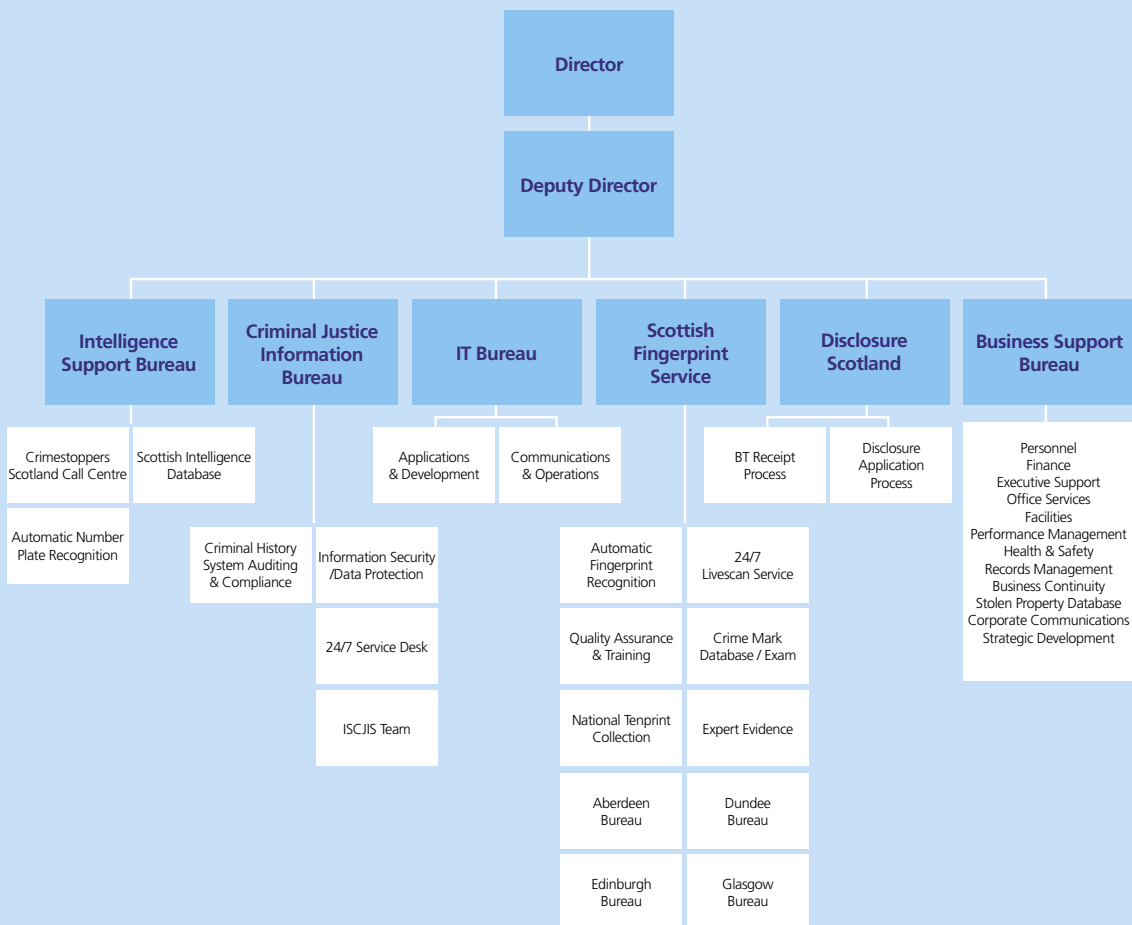 Director
Deputy Director
Intelligence
Support Bureau
Criminal Justice
Information
Bureau
IT Bureau
Scottish
Fingerprint
Service
Disclosure
Scotland
Business Support
Bureau
Crimestoppers
Scotland Call Centre
Scottish Intelligence
Database
Automatic Number
Plate Recognition
Criminal History
System Auditing
& Compliance
Information Security
/Data Protection
24/7 Service Desk
ISCJIS Team
Applications
& Development
Communications
& Operations
Automatic
Fingerprint
Recognition
24/7
Livescan Service
Quality Assurance
& Training
Crime Mark
Database / Exam
National Tenprint
Collection
Expert Evidence
Aberdeen
Bureau
Dundee
Bureau
Edinburgh
Bureau
Glasgow
Bureau
BT Receipt
Process
Disclosure
Application
Process
Personnel
Finance
Executive Support
Office Services
Facilities
Performance Management
Health & Safety
Records Management
Business Continuity
Stolen Property Database
Corporate Communications
Strategic Development